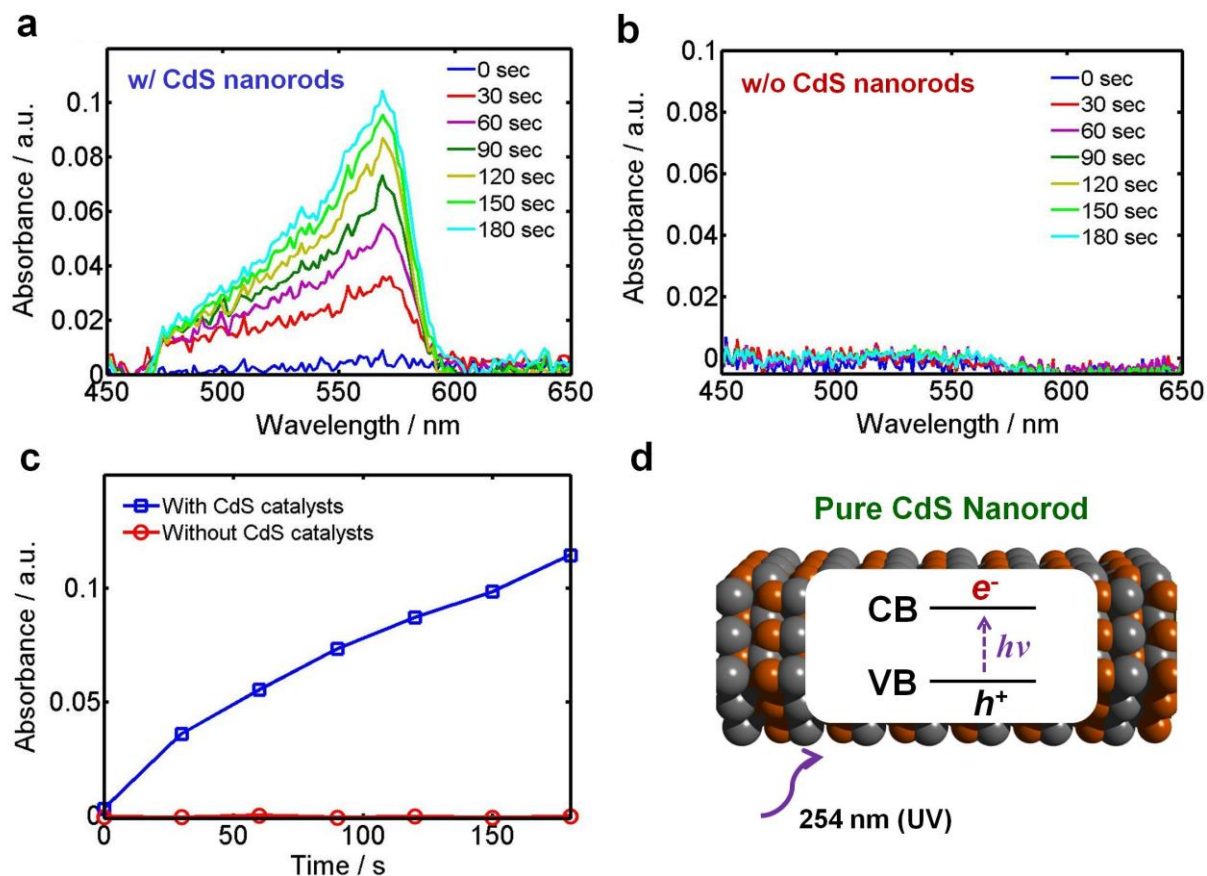 a
w/ CdS nanorods
0 sec
30 sec
60 sec
90 sec
120 sec
150 sec
180 sec
0.1
0.08
0.06
0.04
0.02
0
450
500
550
600
650
Absorbance / a.u.
Wavelength / nm
b
w/o CdS nanorods
0 sec
30 sec
60 sec
90 sec
120 sec
150 sec
180 sec
0.1
0.08
0.06
0.04
0.02
0
450
500
550
600
650
Absorbance / a.u.
Wavelength / nm
c
With CdS catalysts
Without CdS catalysts
0.1
0.05
0
0
50
100
150
Absorbance / a.u.
Time / s
d
Pure CdS Nanorod
CB
e-
hν
VB
h+
254 nm (UV)